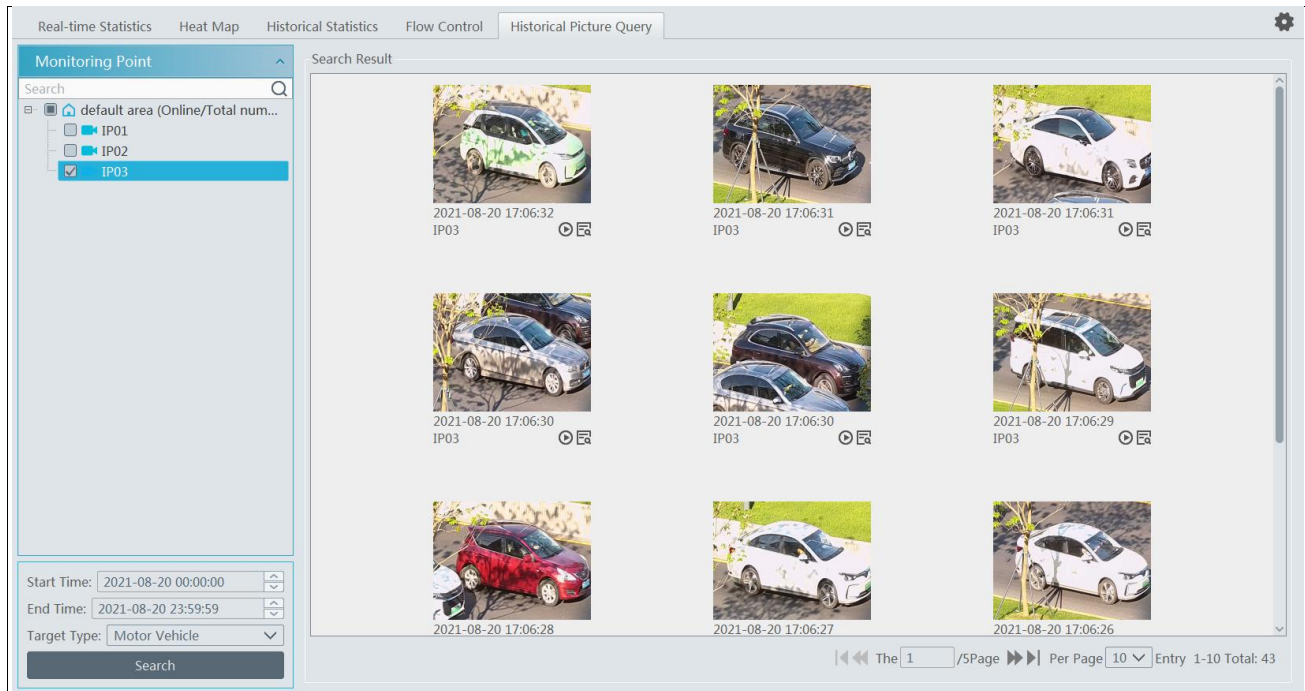 Real-time Statistics Heat Map Historical Statistics Flow Control Historical Picture Query
Monitoring Point
Search
default area (Online/Total num...
IP01
IP02
IP03
Start Time: 2021-08-20 00:00:00
End Time: 2021-08-20 23:59:59
Target Type: Motor Vehicle
Search
Search Result
2021-08-20 17:06:32 2021-08-20 17:06:31 2021-08-20 17:06:31
IP03 IP03 IP03
2021-08-20 17:06:30 2021-08-20 17:06:30 2021-08-20 17:06:29
IP03 IP03 IP03
2021-08-20 17:06:28 2021-08-20 17:06:27 2021-08-20 17:06:26
The 1 /5Page Per Page 10 Entry 1-10 Total: 43